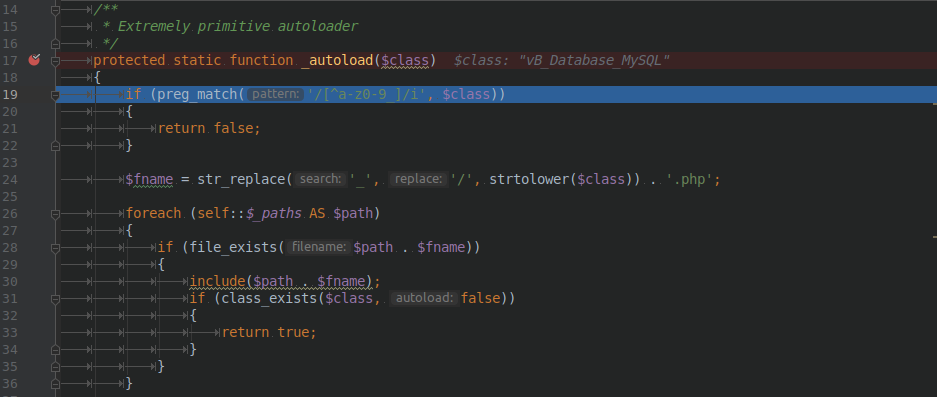 14 /**
15  * Extremely primitive autoloader
16  */
17 protected static function _autoload($class)  $class: "vB_Database_MySQL"
18 {
19     if (preg_match( pattern: '/[^a-z0-9_]/i', $class))
20     {
21         return false;
22     }
23
24     $fname = str_replace( search: '_', replace: '/', strtolower($class)) . '.php';
25
26     foreach (self::$_paths AS $path)
27     {
28         if (file_exists( filename: $path . $fname))
29         {
30             include($path . $fname);
31             if (class_exists($class, autoload: false))
32             {
33                 return true;
34             }
35         }
36     }